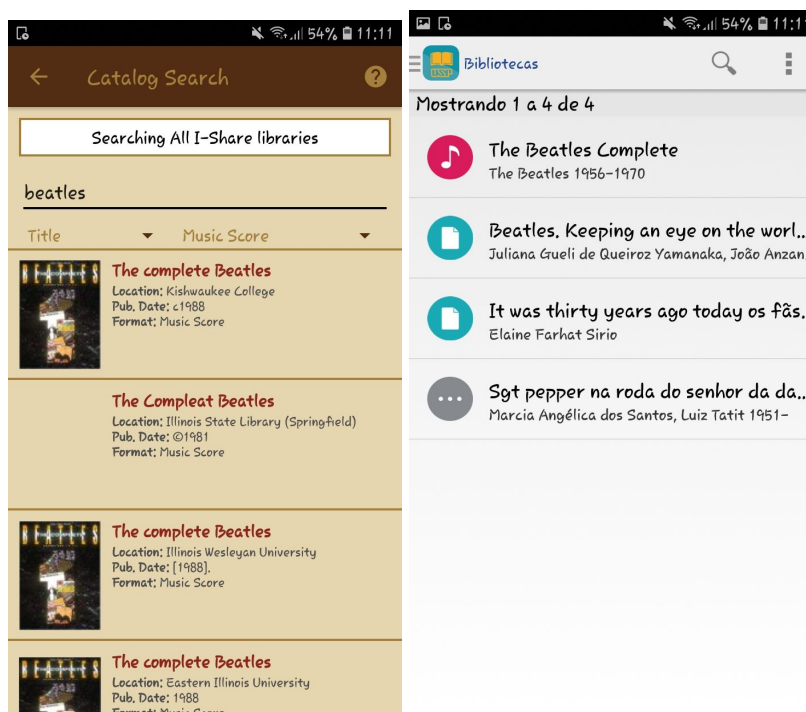 54% 11:11
Catalog Search
?
Searching All I-Share libraries
beatles
Title Music Score
BEATLES
The complete Beatles
Location: Kishwaukee College
Pub. Date: c1988
Format: Music Score
The Compleat Beatles
Location: Illinois State Library (Springfield)
Pub. Date: ©1981
Format: Music Score
BEATLES
The complete Beatles
Location: Illinois Wesleyan University
Pub. Date: [1988].
Format: Music Score
BEATLES
The complete Beatles
Location: Eastern Illinois University
Pub. Date: 1988
Format: Music Score
54% 11:11
Bibliotecas
Mostrando 1 a 4 de 4
The Beatles Complete
The Beatles 1956-1970
Beatles. Keeping an eye on the worl..
Juliana Gueli de Queiroz Yamanaka, João Anzan
It was thirty years ago today os fãs.
Elaine Farhat Sirio
Sgt pepper na roda do senhor da da..
Marcia Angélica dos Santos, Luiz Tatit 1951-